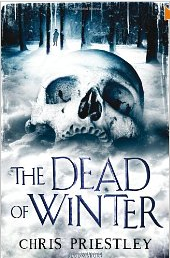 THE DEAD
OF WINTER
CHRIS PRIESTLEY